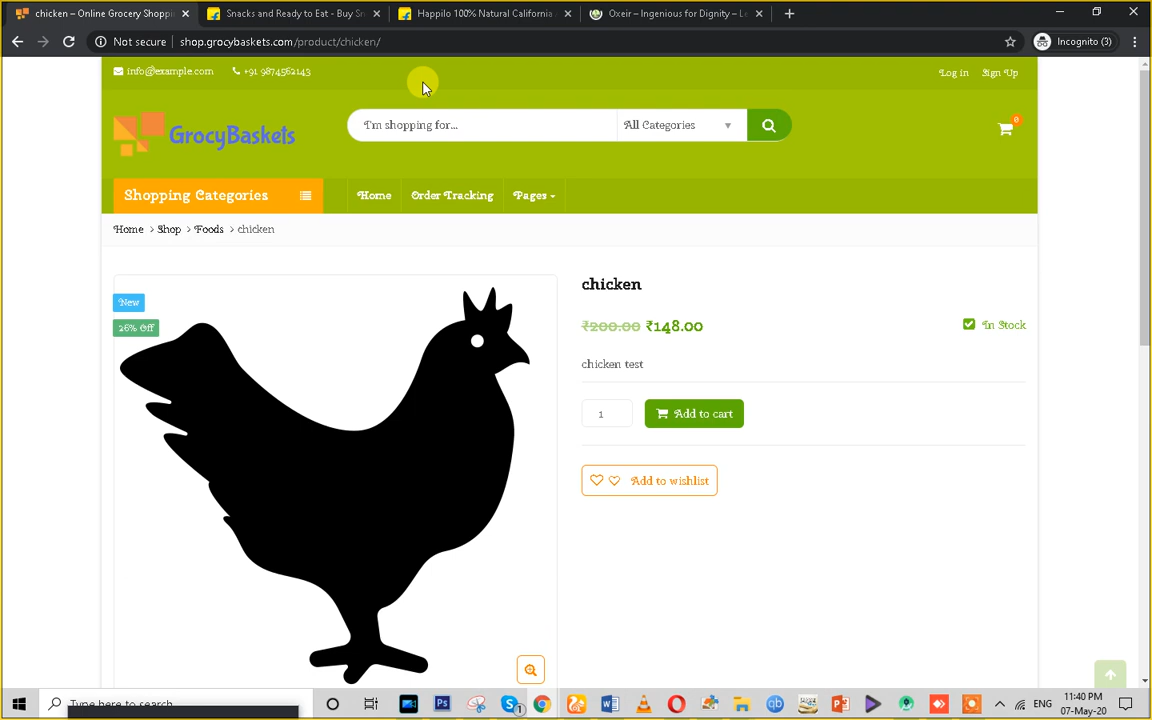 chicken – Online Grocery Shoppi
Snacks and Ready to Eat - Buy Sn
Happilo 100% Natural California
Oxeir – Ingenious for Dignity – Le
Not secure
shop.grocybaskets.com/product/chicken/
Incognito (3)
info@example.com
+91 9874562143
Log in
Sign Up
GrocyBaskets
I'm shopping for...
All Categories
0
Shopping Categories
Home
Order Tracking
Pages
Home > Shop > Foods > chicken
New
26% Off
chicken
₹200.00 ₹148.00
In Stock
chicken test
1
Add to cart
Add to wishlist
Type here to search
Ps
1
ENG
11:40 PM
07-May-20